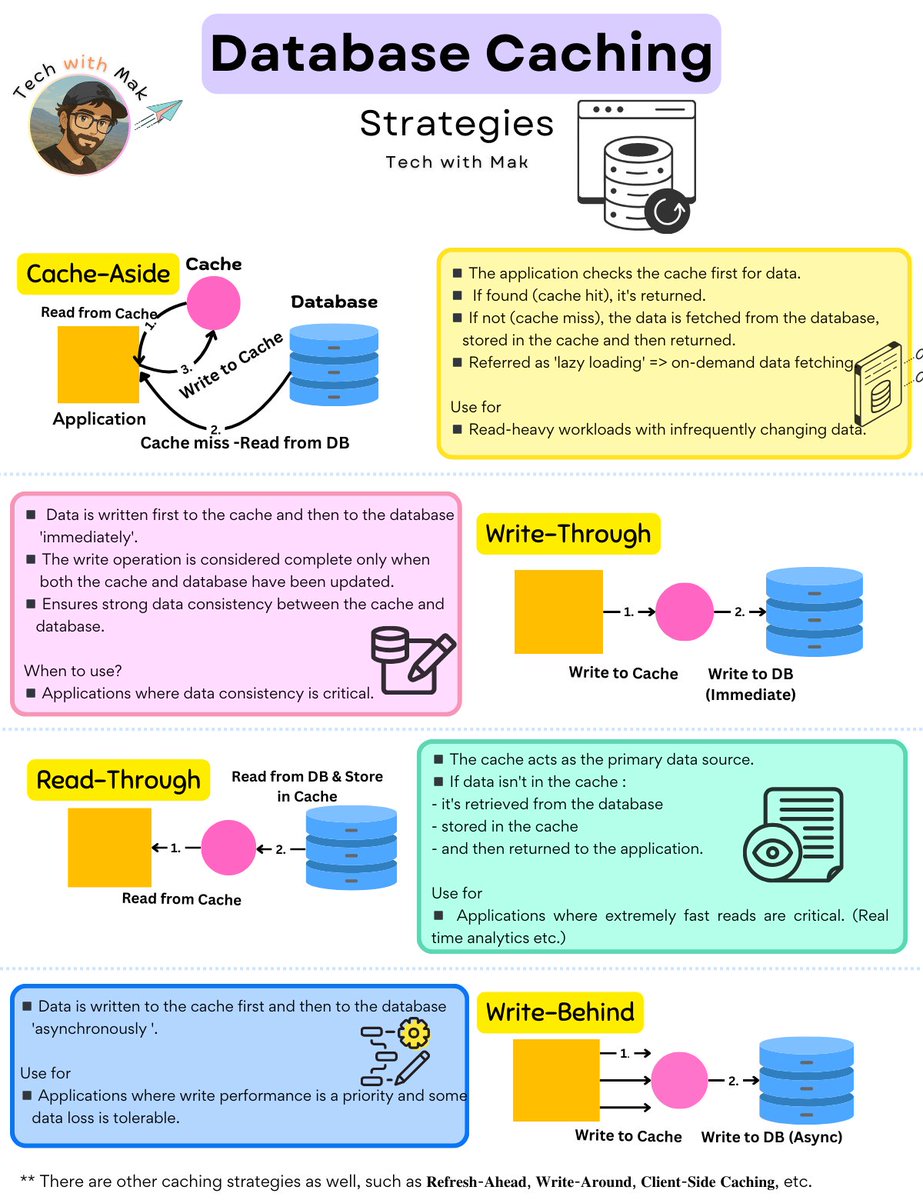 Database Caching
Tech with Mak
Strategies
Tech with Mak
Cache-Aside
Cache
Database
Read from Cache
1.
3.
Write to Cache
2.
Application
Cache miss -Read from DB
■ The application checks the cache first for data.
■ If found (cache hit), it's returned.
■ If not (cache miss), the data is fetched from the database,
stored in the cache and then returned.
■ Referred as 'lazy loading' => on-demand data fetching.
Use for
■ Read-heavy workloads with infrequently changing data.
■ Data is written first to the cache and then to the database
'immediately'.
■ The write operation is considered complete only when
both the cache and database have been updated.
■ Ensures strong data consistency between the cache and
database.
When to use?
■ Applications where data consistency is critical.
Write-Through
1.
2.
Write to Cache
Write to DB
(Immediate)
Read-Through
Read from DB & Store
in Cache
1.
2.
Read from Cache
■ The cache acts as the primary data source.
■ If data isn't in the cache :
- it's retrieved from the database
- stored in the cache
- and then returned to the application.
Use for
■ Applications where extremely fast reads are critical. (Real
time analytics etc.)
■ Data is written to the cache first and then to the database
'asynchronously '.
Use for
■ Applications where write performance is a priority and some
data loss is tolerable.
Write-Behind
1.
2.
Write to Cache
Write to DB (Async)
** There are other caching strategies as well, such as Refresh-Ahead, Write-Around, Client-Side Caching, etc.